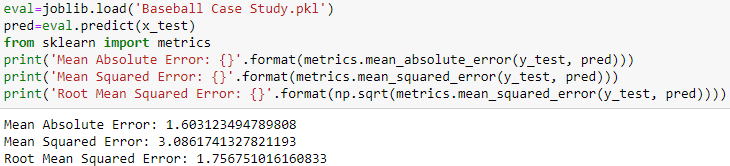 eval=joblib.load('Baseball Case Study.pkl')
pred=eval.predict(x_test)
from sklearn import metrics
print('Mean Absolute Error: {}'.format(metrics.mean_absolute_error(y_test, pred)))
print('Mean Squared Error: {}'.format(metrics.mean_squared_error(y_test, pred)))
print('Root Mean Squared Error: {}'.format(np.sqrt(metrics.mean_squared_error(y_test, pred))))
Mean Absolute Error: 1.603123494789808
Mean Squared Error: 3.0861741327821193
Root Mean Squared Error: 1.756751016160833